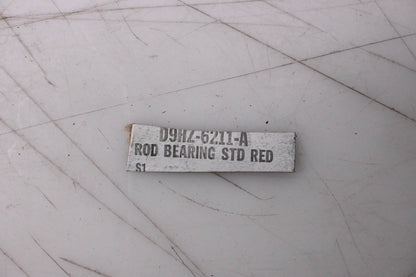 D9HZ-6211-A
ROD BEARING STD RED
S1